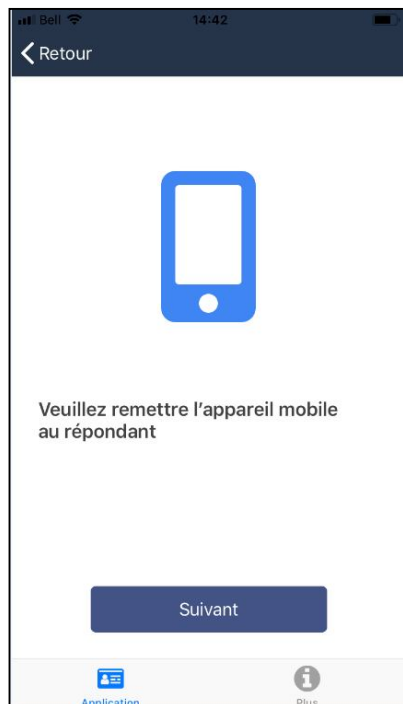 Bell 14:42
Retour
Veuillez remettre l'appareil mobile
au répondant
Suivant
Application Plus